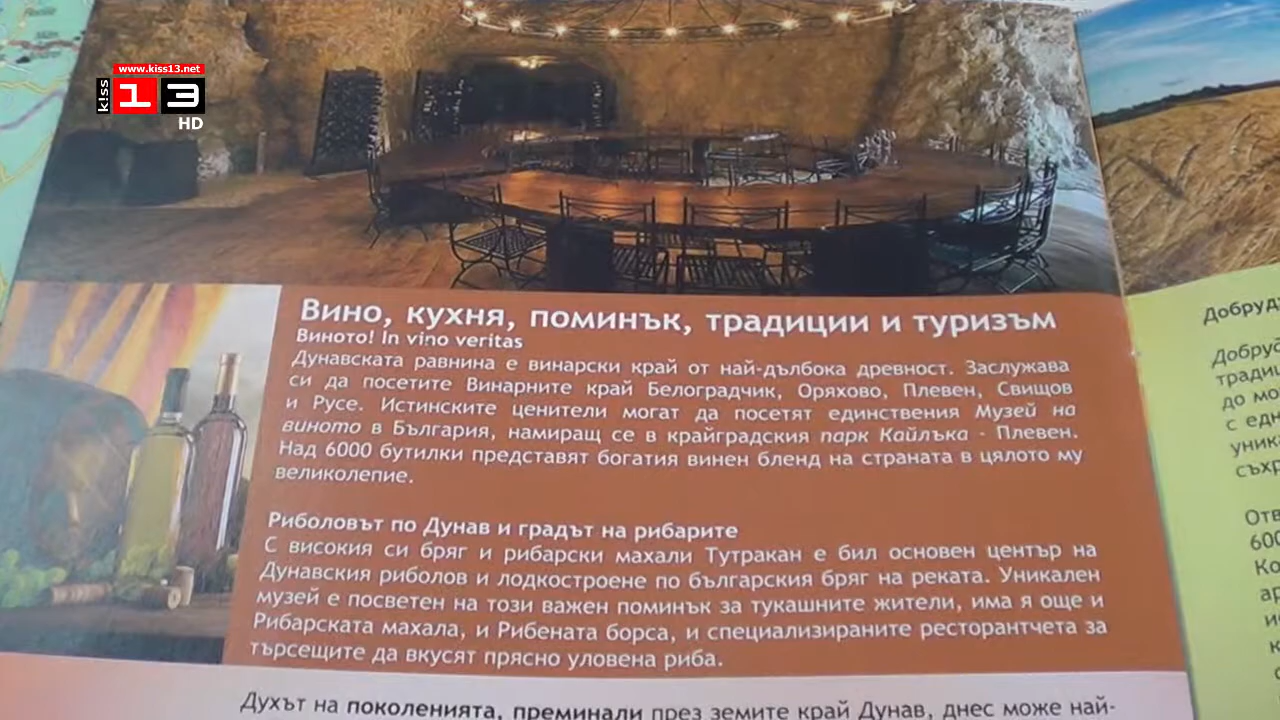 www.kiss13.net
k!ss 13
HD
Вино, кухня, поминък, традиции и туризъм
Виното! In vino veritas
Дунавската равнина е винарски край от най-дълбока древност. Заслужава
си да посетите Винарните край Белоградчик, Оряхово, Плевен, Свищов
и Русе. Истинските ценители могат да посетят единствения Музей на
виното в България, намиращ се в крайградския парк Кайлъка - Плевен.
Над 6000 бутилки представят богатия винен бленд на страната в цялото му
великолепие.
Риболовът по Дунав и градът на рибарите
С високия си бряг и рибарски махали Тутракан е бил основен център на
Дунавския риболов и лодкостроене по българския бряг на реката. Уникален
музей е посветен на този важен поминък за тукашните жители, има я още и
Рибарската махала, и Рибената борса, и специализираните ресторантчета за
търсещите да вкусят прясно уловена риба.
Духът на поколенията, преминали през земите край Дунав, днес може най-
Добруд
Добруд
традиц
до мо
с едн
уник
съхр
Отв
600
Ко
ар